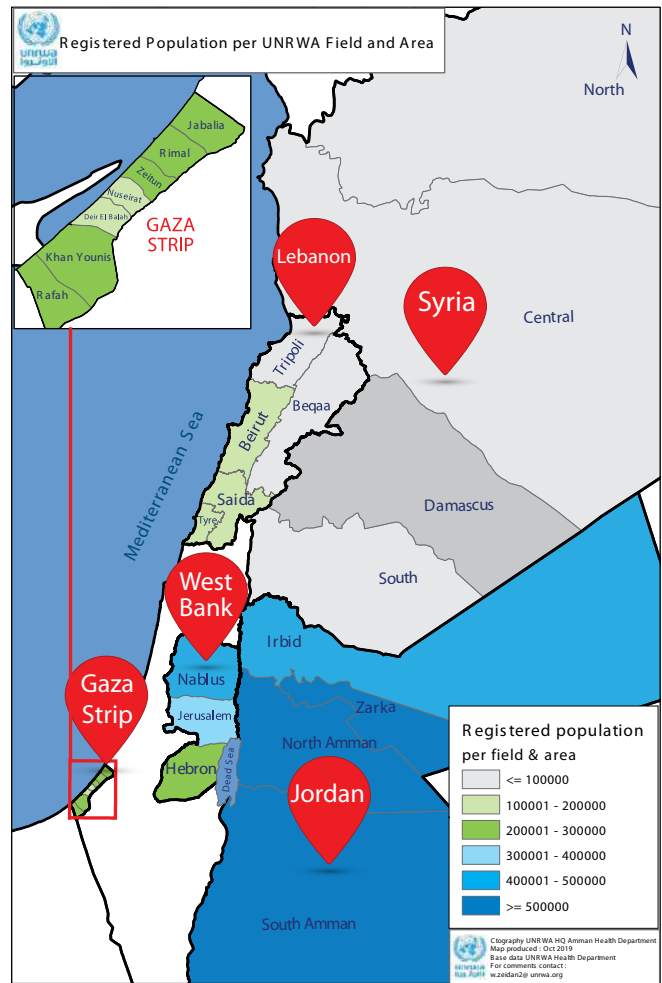 unrwa
الأونروا
Registered Population per UNRWA Field and Area
N
North
Jabalia
Rimal
Zeitun
Nuseirat
Deir El Balah
GAZA
STRIP
Khan Younis
Rafah
Lebanon
Syria
Central
Tripoli
Beqaa
Beirut
Mediterranean Sea
Saida
Tyre
Damascus
South
West
Bank
Irbid
Nablus
Gaza
Strip
Jerusalem
Zarka
North Amman
Hebron
Dead Sea
Jordan
South Amman
Registered population
per field & area
<= 100000
100001 - 200000
200001 - 300000
300001 - 400000
400001 - 500000
>= 500000
unrwa
الأونروا
Ctography UNRWA HQ Amman Health Department
Map produced : Oct 2019
Base data UNRWA Health Department
For comments contact :
w.zeidan2@ unrwa.org